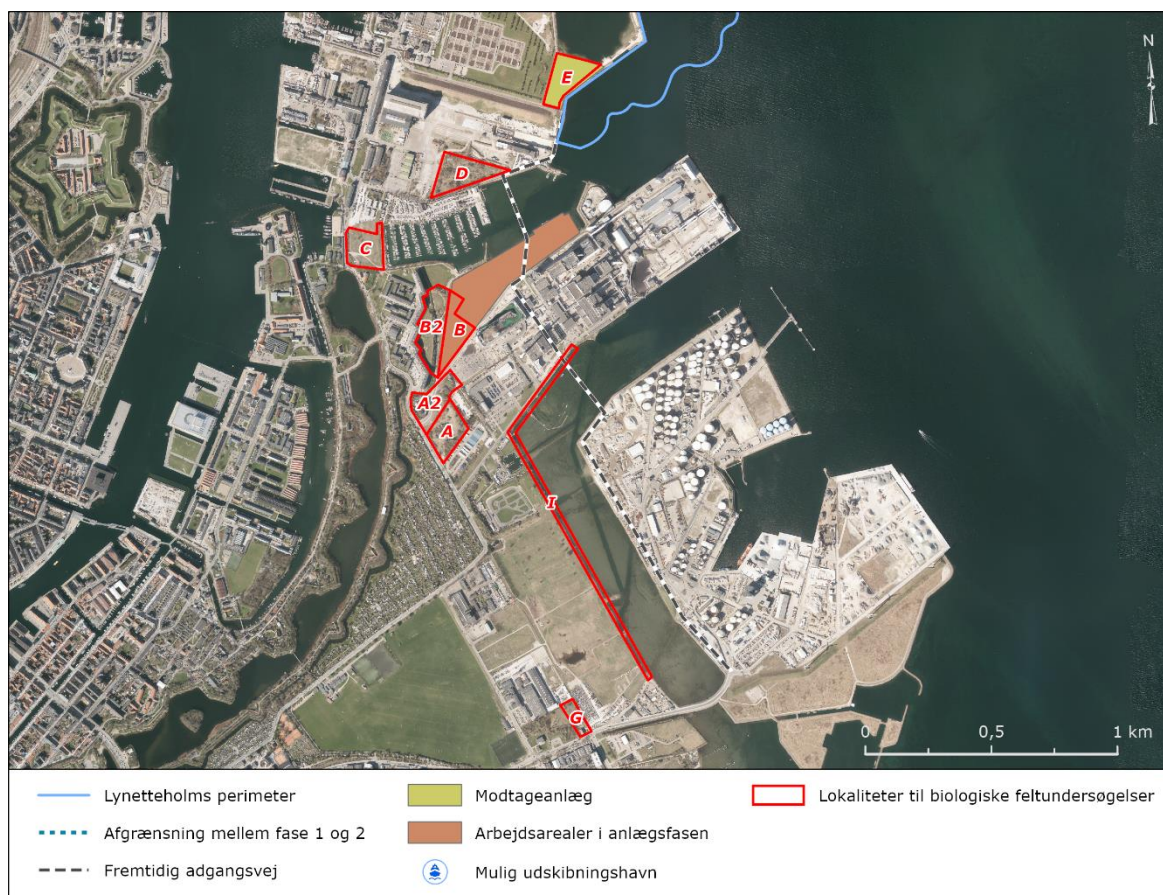 N
E
D
C
B2
B
A2
A
I
G
0 0,5 1 km
Lynetteholms perimeter
Modtageanlæg
Lokaliteter til biologiske feltundersøgelser
Afgrænsning mellem fase 1 og 2
Arbejdsarealer i anlægsfasen
Fremtidig adgangsvej
Mulig udskibningshavn